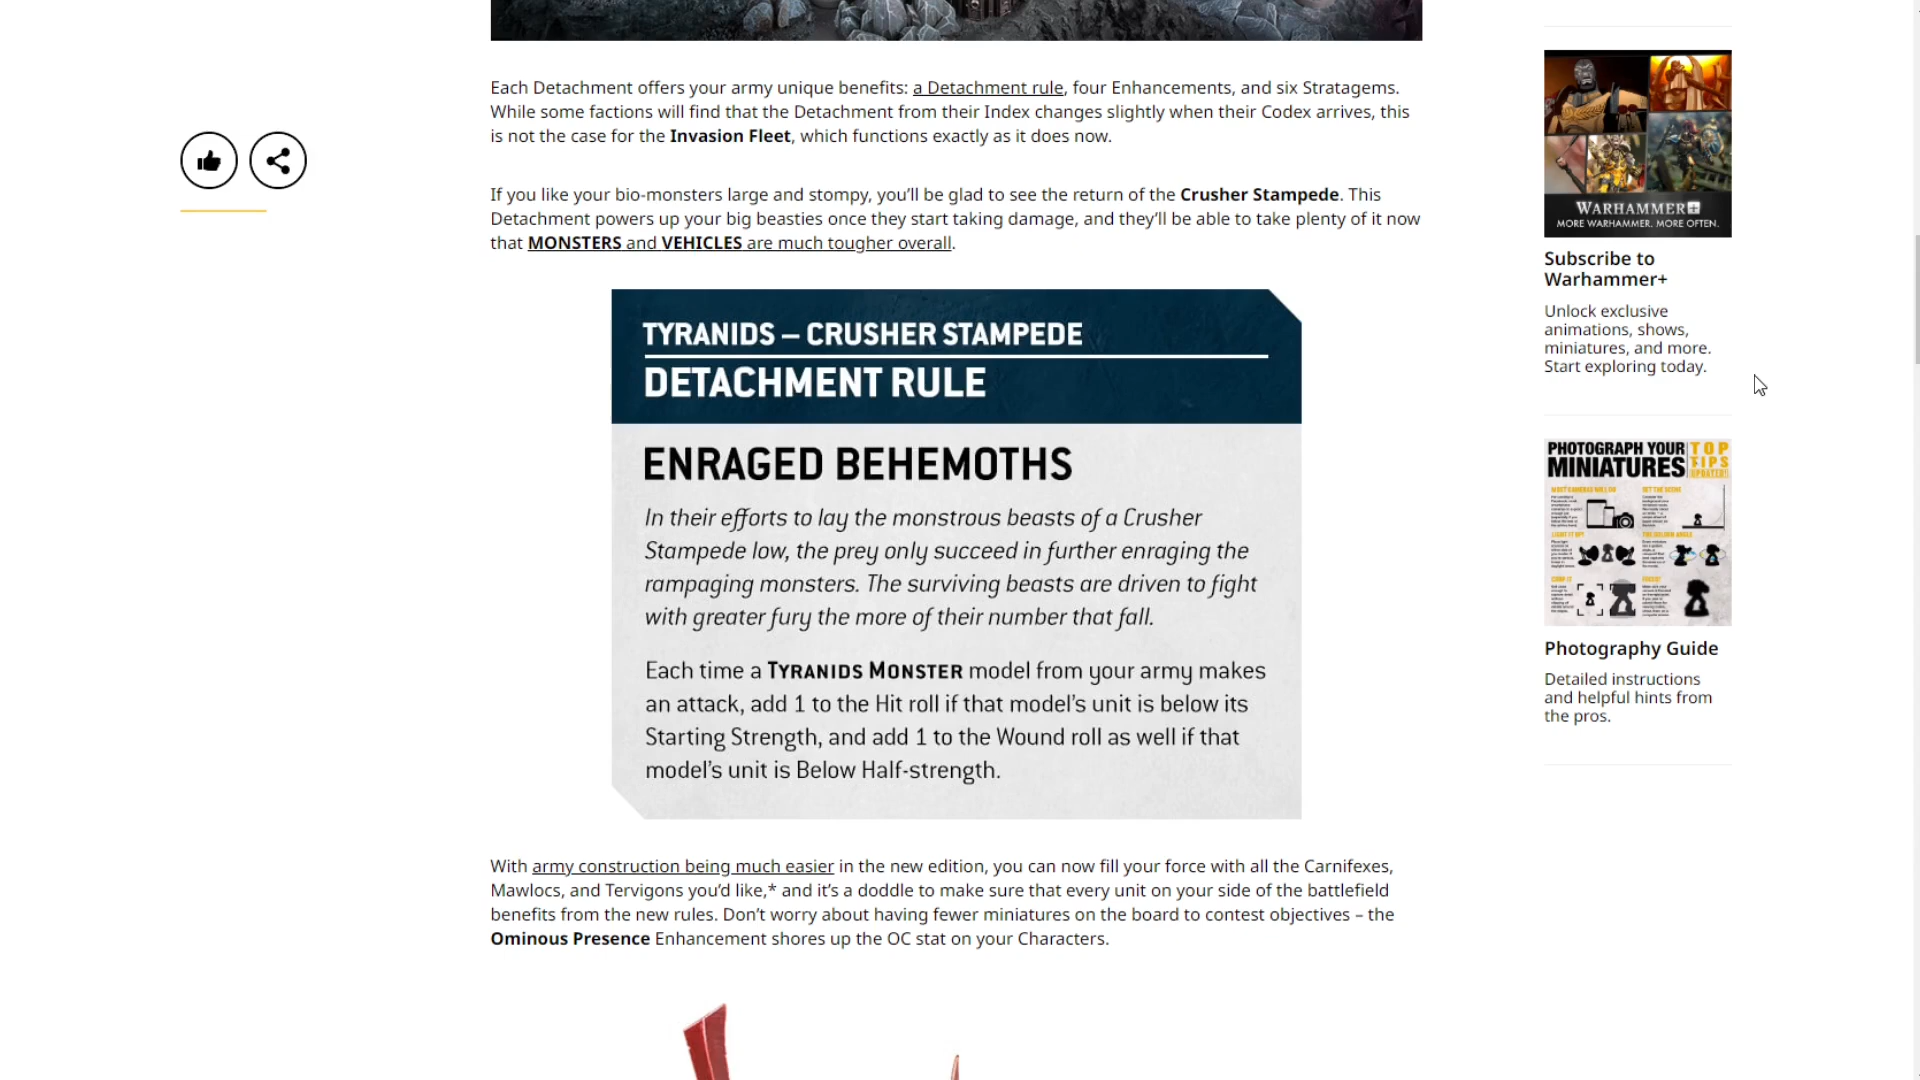 Each Detachment offers your army unique benefits: a Detachment rule, four Enhancements, and six Stratagems.
While some factions will find that the Detachment from their Index changes slightly when their Codex arrives, this
is not the case for the Invasion Fleet, which functions exactly as it does now.
If you like your bio-monsters large and stompy, you'll be glad to see the return of the Crusher Stampede. This
Detachment powers up your big beasties once they start taking damage, and they'll be able to take plenty of it now
that MONSTERS and VEHICLES are much tougher overall.
TYRANIDS – CRUSHER STAMPEDE
DETACHMENT RULE
ENRAGED BEHEMOTHS
In their efforts to lay the monstrous beasts of a Crusher
Stampede low, the prey only succeed in further enraging the
rampaging monsters. The surviving beasts are driven to fight
with greater fury the more of their number that fall.
Each time a TYRANIDS MONSTER model from your army makes
an attack, add 1 to the Hit roll if that model's unit is below its
Starting Strength, and add 1 to the Wound roll as well if that
model's unit is Below Half-strength.
With army construction being much easier in the new edition, you can now fill your force with all the Carnifexes,
Mawlocs, and Tervigons you'd like,* and it's a doddle to make sure that every unit on your side of the battlefield
benefits from the new rules. Don't worry about having fewer miniatures on the board to contest objectives – the
Ominous Presence Enhancement shores up the OC stat on your Characters.
WARHAMMER+
MORE WARHAMMER. MORE OFTEN.
Subscribe to
Warhammer+
Unlock exclusive
animations, shows,
miniatures, and more.
Start exploring today.
PHOTOGRAPH YOUR
MINIATURES
TOP
TIPS
UPDATED!
Photography Guide
Detailed instructions
and helpful hints from
the pros.